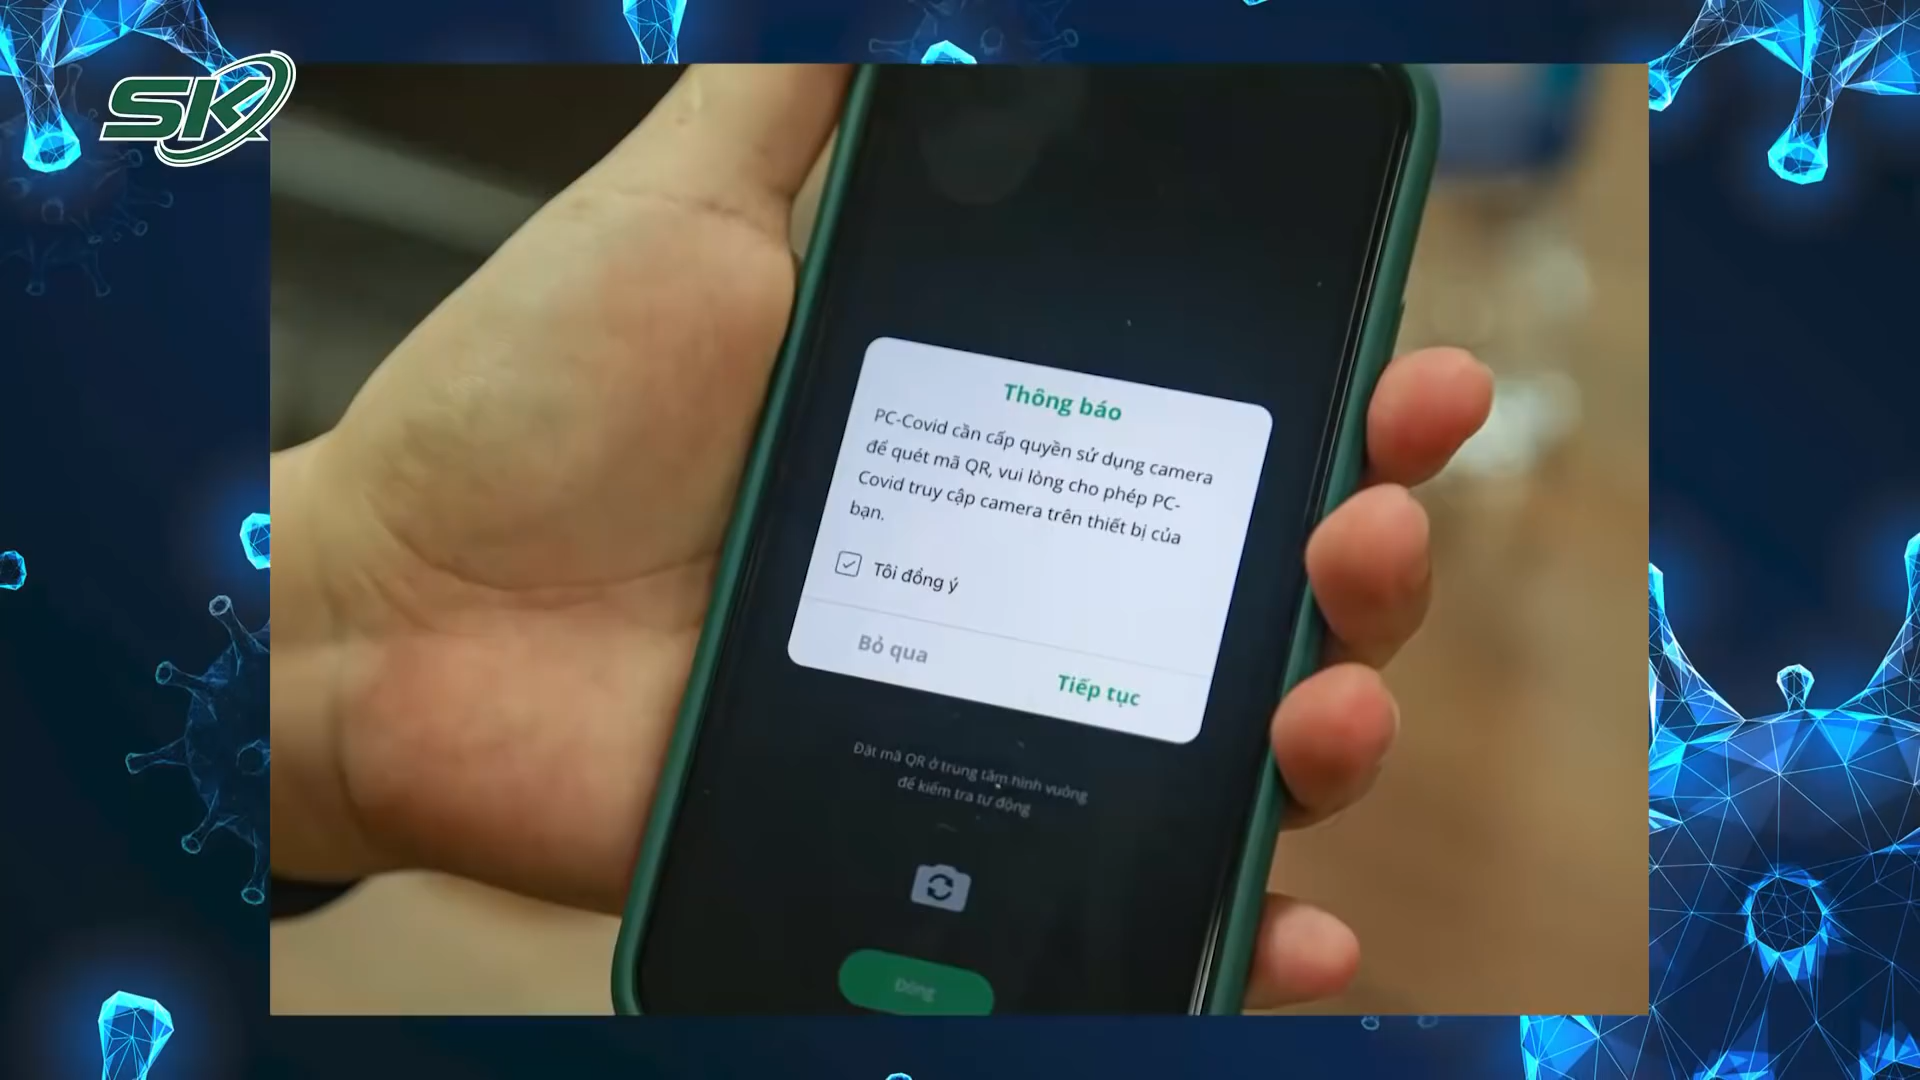 SK
Thông báo
PC-Covid cần cấp quyền sử dụng camera
để quét mã QR, vui lòng cho phép PC-
Covid truy cập camera trên thiết bị của
bạn.
Tôi đồng ý
Bỏ qua
Tiếp tục
Đặt mã QR ở trung tâm hình vuông
để kiểm tra tự động
Đóng